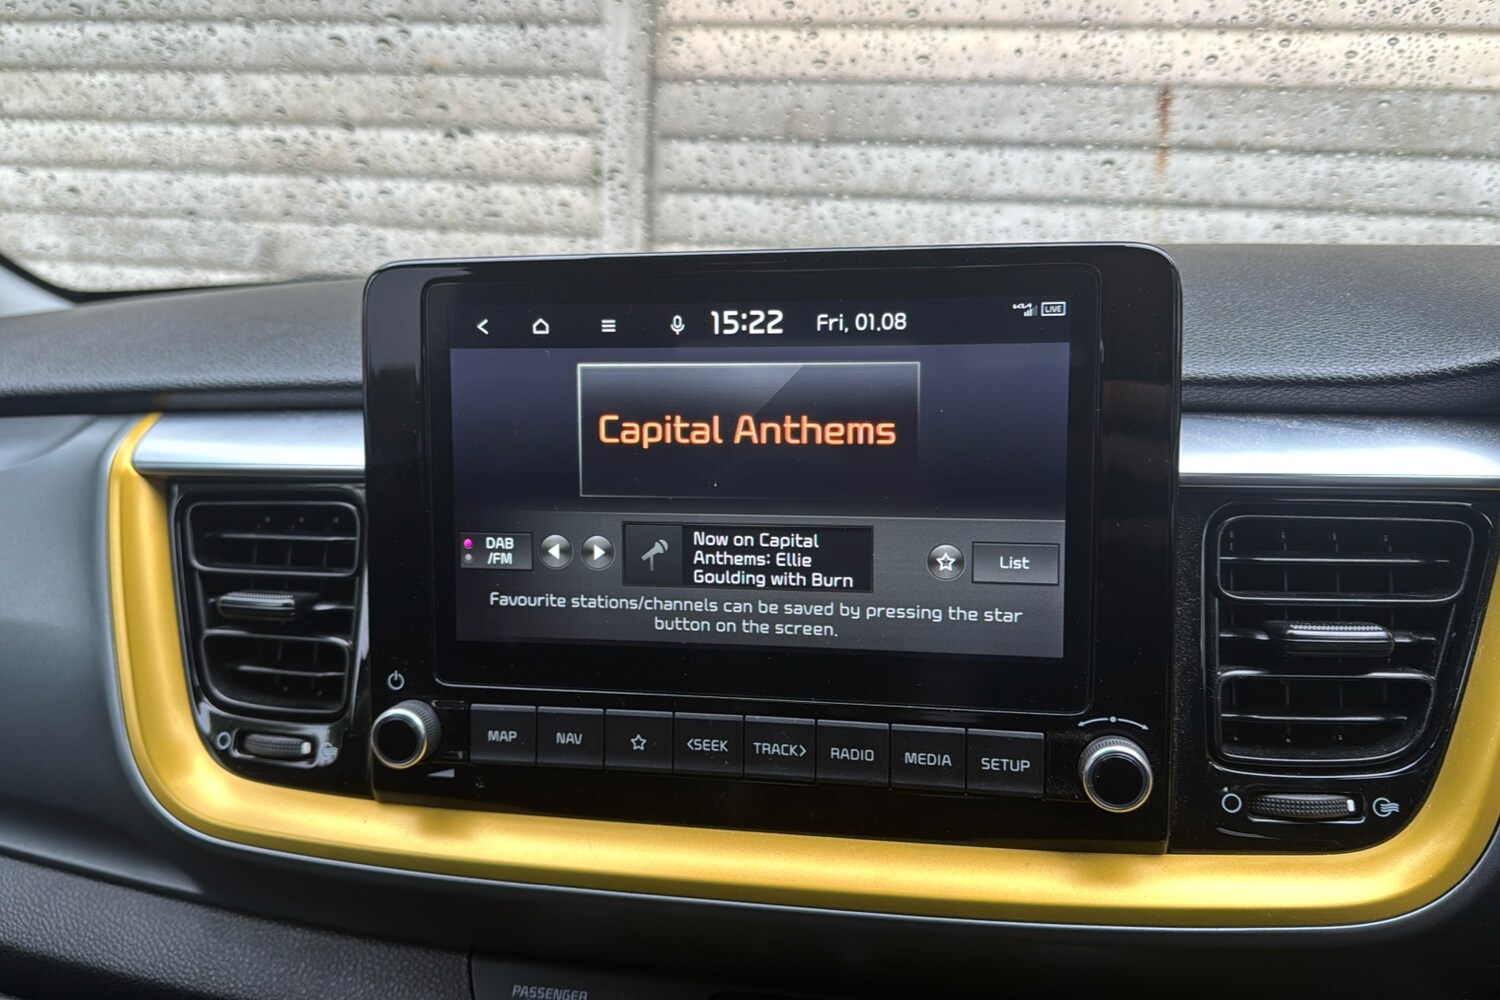 15:22 Fri, 01.08
KIA LIVE
Capital Anthems
DAB
/FM
Now on Capital
Anthems: Ellie
Goulding with Burn
List
Favourite stations/channels can be saved by pressing the star
button on the screen.
MAP NAV <SEEK TRACK> RADIO MEDIA SETUP
PASSENGER